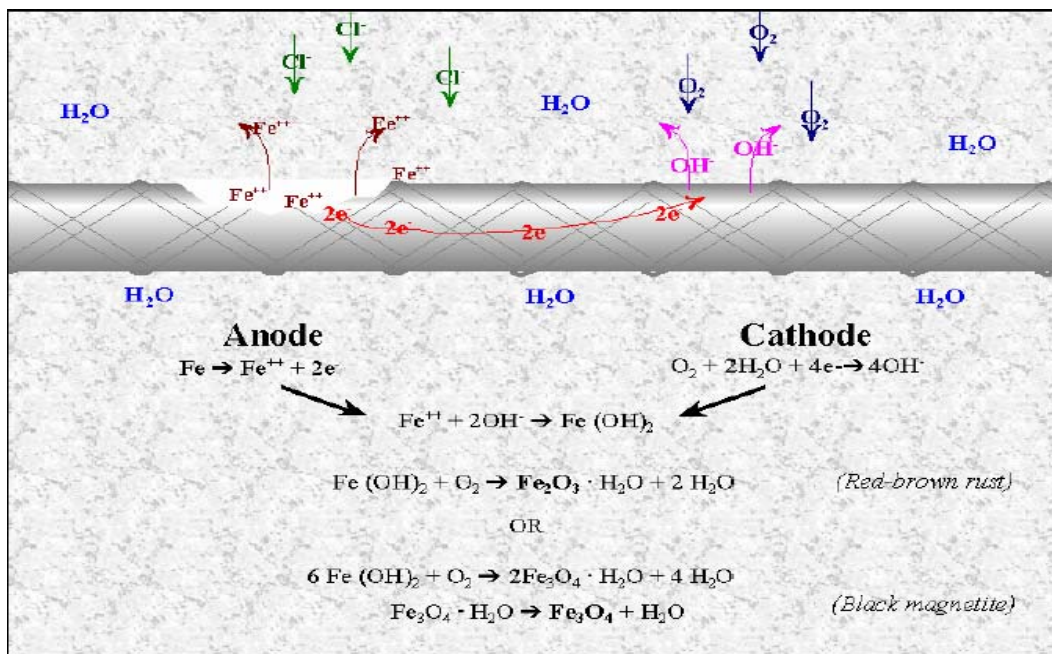 Cl⁻ Cl⁻ Cl⁻ O₂ O₂ O₂
H₂O H₂O H₂O
Fe⁺⁺ Fe⁺⁺ Fe⁺⁺ OH⁻ OH⁻
Fe⁺⁺ Fe⁺⁺
2e⁻ 2e⁻ 2e 2e⁻
H₂O H₂O H₂O
Anode Cathode
Fe → Fe⁺⁺ + 2e⁻ O₂ + 2H₂O + 4e⁻→ 4OH⁻
Fe⁺⁺ + 2OH⁻ → Fe (OH)₂
Fe (OH)₂ + O₂ → Fe₂O₃ · H₂O + 2 H₂O (Red-brown rust)
OR
6 Fe (OH)₂ + O₂ → 2Fe₃O₄ · H₂O + 4 H₂O
Fe₃O₄ · H₂O → Fe₃O₄ + H₂O (Black magnetite)